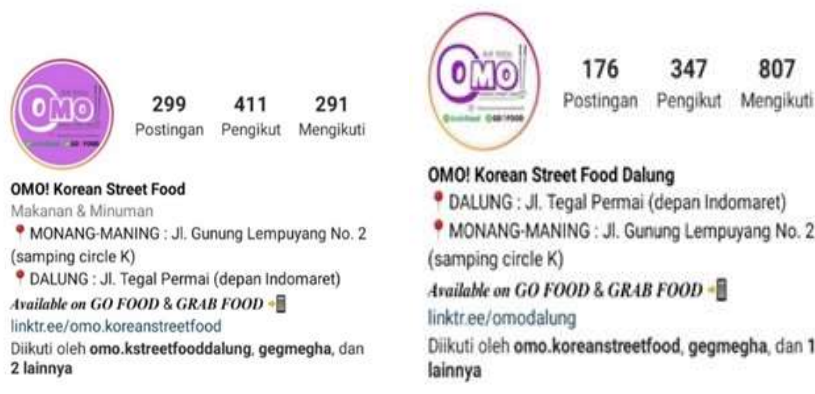 OMO
299 411 291
Postingan Pengikut Mengikuti
OMO! Korean Street Food
Makanan & Minuman
MONANG-MANING : Jl. Gunung Lempuyang No. 2
(samping circle K)
DALUNG : Jl. Tegal Permai (depan Indomaret)
Available on GO FOOD & GRAB FOOD
linktr.ee/omo.koreanstreetfood
Diikuti oleh omo.kstreetfooddalung, gegmegha, dan
2 lainnya
OMO
176 347 807
Postingan Pengikut Mengikuti
OMO! Korean Street Food Dalung
DALUNG : Jl. Tegal Permai (depan Indomaret)
MONANG-MANING : Jl. Gunung Lempuyang No. 2
(samping circle K)
Available on GO FOOD & GRAB FOOD
linktr.ee/omodalung
Diikuti oleh omo.koreanstreetfood, gegmegha, dan 1
lainnya